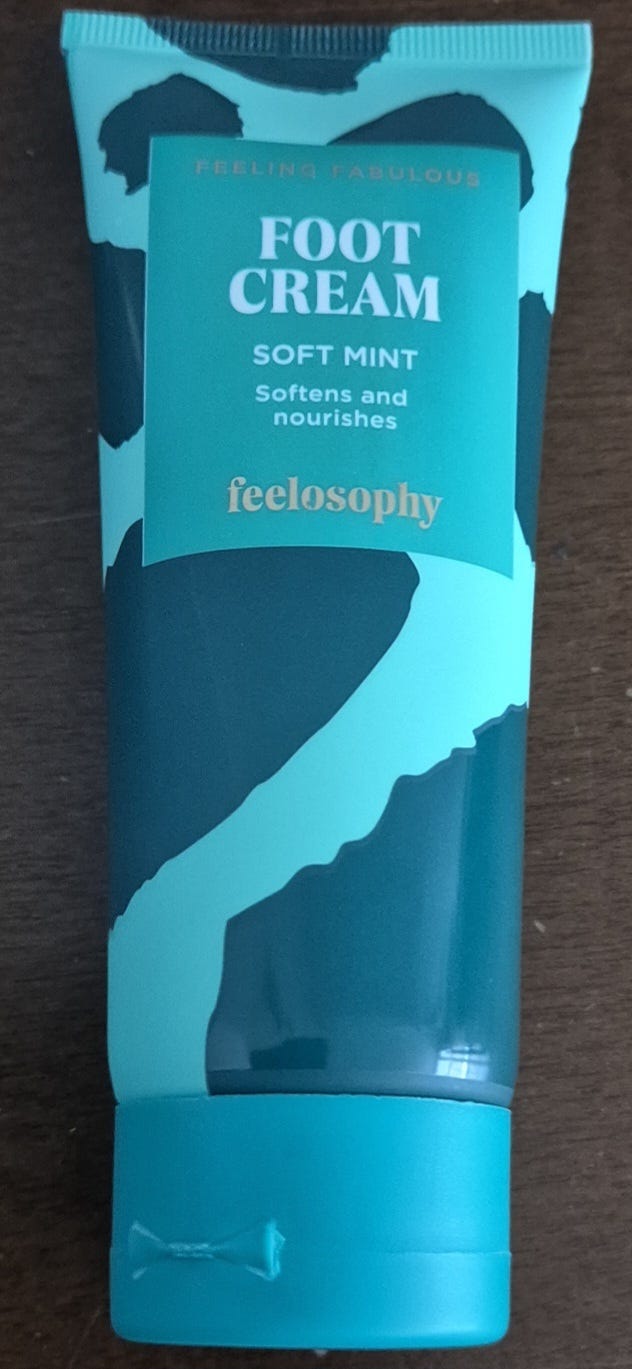 FEELING FABULOUS
FOOT
CREAM
SOFT MINT
Softens and
nourishes
feelosophy